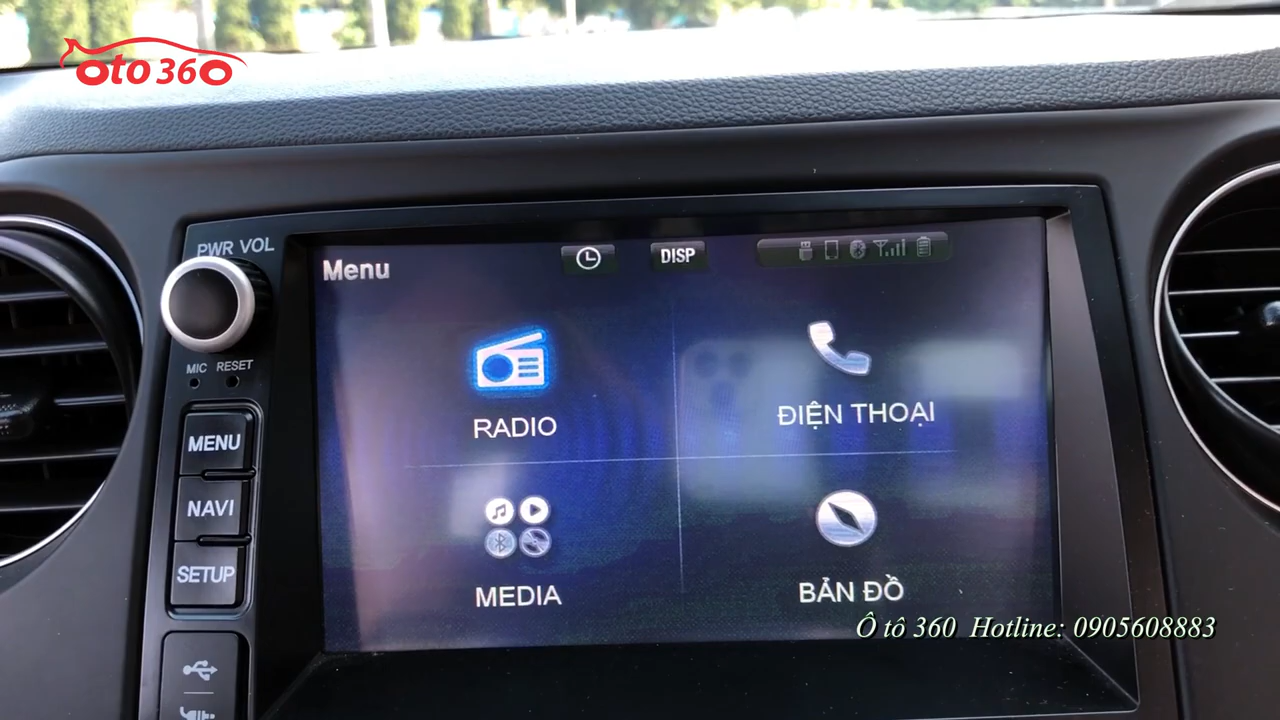 oto 360
PWR VOL
Menu
DISP
MIC RESET
RADIO
ĐIỆN THOẠI
MENU
NAVI
SETUP
MEDIA
BẢN ĐỒ
Ô tô 360 Hotline: 0905608883